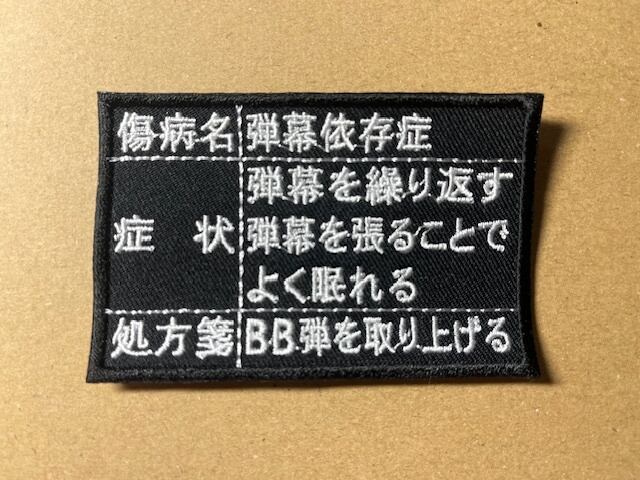 傷病名 弾幕依存症
症状 弾幕を繰り返す
弾幕を張ることで
よく眠れる
処方箋 B.B.弾を取り上げる